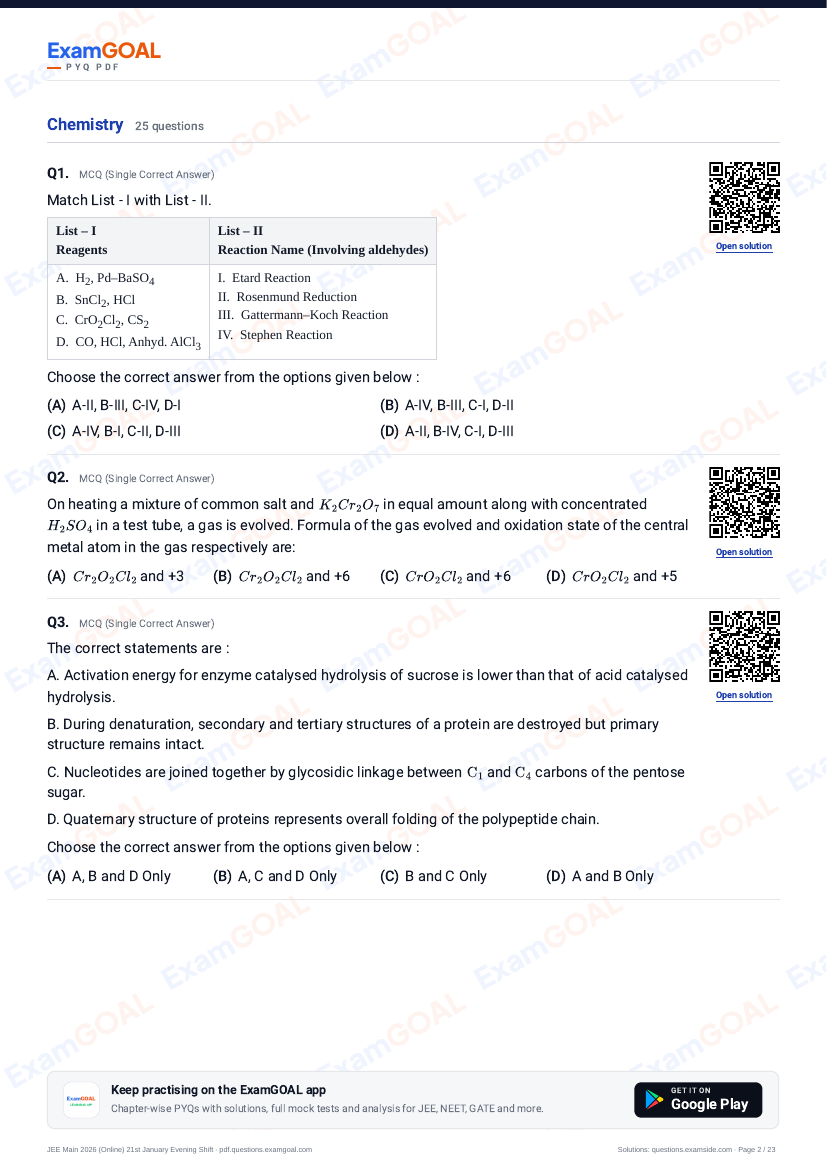 ExamGOAL
PYQ PDF
Chemistry 25 questions
Q1. MCQ (Single Correct Answer)
Match List - I with List - II.
List – I
Reagents
List – II
Reaction Name (Involving aldehydes)
A. H₂, Pd–BaSO₄
B. SnCl₂, HCl
C. CrO₂Cl₂, CS₂
D. CO, HCl, Anhyd. AlCl₃
I. Etard Reaction
II. Rosenmund Reduction
III. Gattermann–Koch Reaction
IV. Stephen Reaction
Open solution
Choose the correct answer from the options given below :
(A) A-II, B-III, C-IV, D-I (B) A-IV, B-III, C-I, D-II
(C) A-IV, B-I, C-II, D-III (D) A-II, B-IV, C-I, D-III
Q2. MCQ (Single Correct Answer)
On heating a mixture of common salt and K₂Cr₂O₇ in equal amount along with concentrated
H₂SO₄ in a test tube, a gas is evolved. Formula of the gas evolved and oxidation state of the central
metal atom in the gas respectively are:
Open solution
(A) Cr₂O₂Cl₂ and +3 (B) Cr₂O₂Cl₂ and +6 (C) CrO₂Cl₂ and +6 (D) CrO₂Cl₂ and +5
Q3. MCQ (Single Correct Answer)
The correct statements are :
A. Activation energy for enzyme catalysed hydrolysis of sucrose is lower than that of acid catalysed
hydrolysis.
Open solution
B. During denaturation, secondary and tertiary structures of a protein are destroyed but primary
structure remains intact.
C. Nucleotides are joined together by glycosidic linkage between C₁ and C₄ carbons of the pentose
sugar.
D. Quaternary structure of proteins represents overall folding of the polypeptide chain.
Choose the correct answer from the options given below :
(A) A, B and D Only (B) A, C and D Only (C) B and C Only (D) A and B Only
ExamGOAL
Keep practising on the ExamGOAL app
Chapter-wise PYQs with solutions, full mock tests and analysis for JEE, NEET, GATE and more.
GET IT ON
Google Play
JEE Main 2026 (Online) 21st January Evening Shift · pdf.questions.examgoal.com
Solutions: questions.examside.com · Page 2 / 23